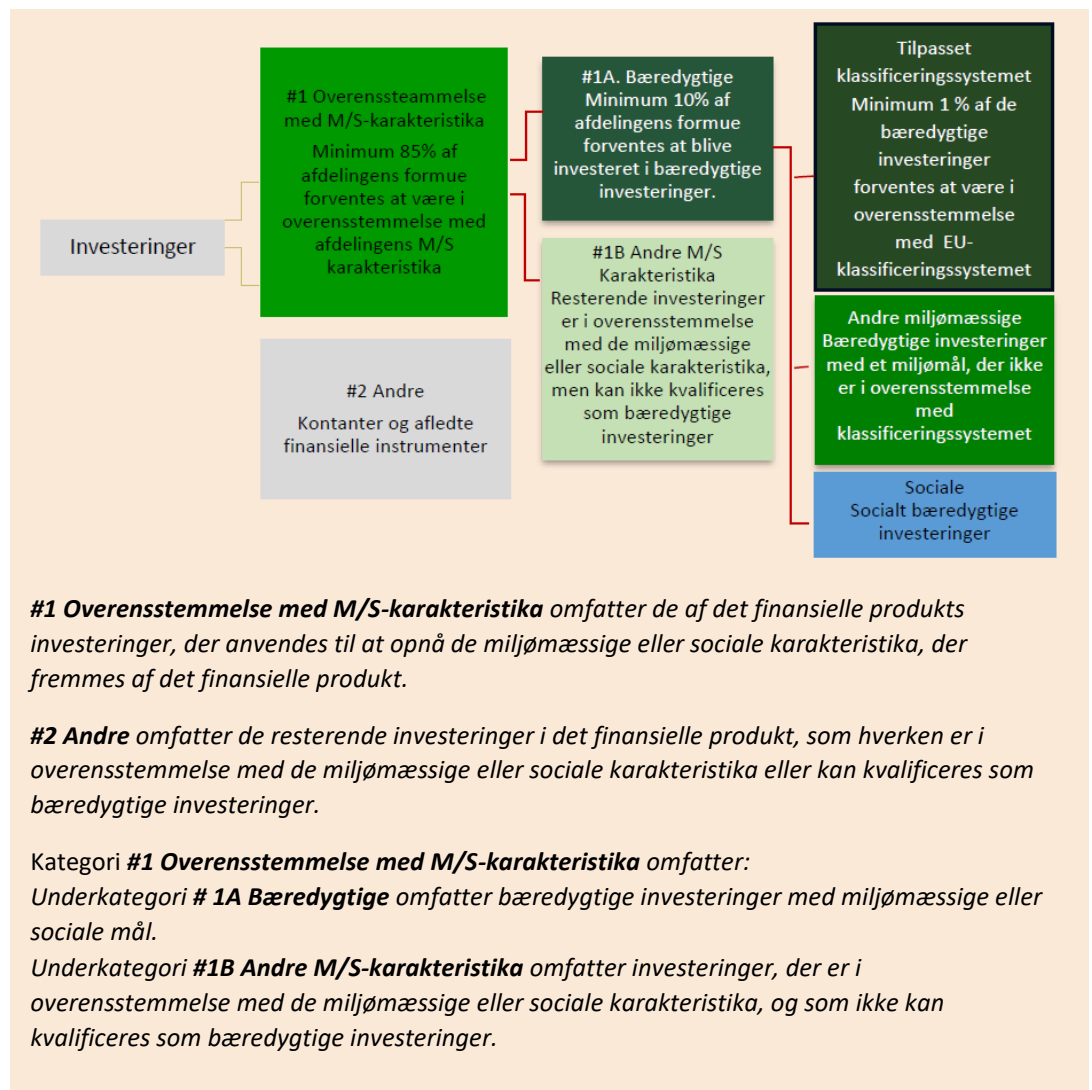 Investeringer
#1 Overenssteammelse
med M/S-karakteristika
Minimum 85% af
afdelingens formue
forventes at være i
overensstemmelse med
afdelingens M/S
karakteristika
#2 Andre
Kontanter og afledte
finansielle instrumenter
#1A. Bæredygtige
Minimum 10% af
afdelingens formue
forventes at blive
investeret i bæredygtige
investeringer.
#1B Andre M/S
Karakteristika
Resterende investeringer
er i overensstemmelse
med de miljømæssige
eller sociale karakteristika,
men kan ikke kvalificeres
som bæredygtige
investeringer
Tilpasset
klassificeringssystemet
Minimum 1 % af de
bæredygtige
investeringer
forventes at være i
overensstemmelse
med EU-
klassificeringssystemet
Andre miljømæssige
Bæredygtige investeringer
med et miljømål, der ikke
er i overensstemmelse
med
klassificeringssystemet
Sociale
Socialt bæredygtige
investeringer
#1 Overensstemmelse med M/S-karakteristika omfatter de af det finansielle produkts
investeringer, der anvendes til at opnå de miljømæssige eller sociale karakteristika, der
fremmes af det finansielle produkt.
#2 Andre omfatter de resterende investeringer i det finansielle produkt, som hverken er i
overensstemmelse med de miljømæssige eller sociale karakteristika eller kan kvalificeres som
bæredygtige investeringer.
Kategori #1 Overensstemmelse med M/S-karakteristika omfatter:
Underkategori # 1A Bæredygtige omfatter bæredygtige investeringer med miljømæssige eller
sociale mål.
Underkategori #1B Andre M/S-karakteristika omfatter investeringer, der er i
overensstemmelse med de miljømæssige eller sociale karakteristika, og som ikke kan
kvalificeres som bæredygtige investeringer.